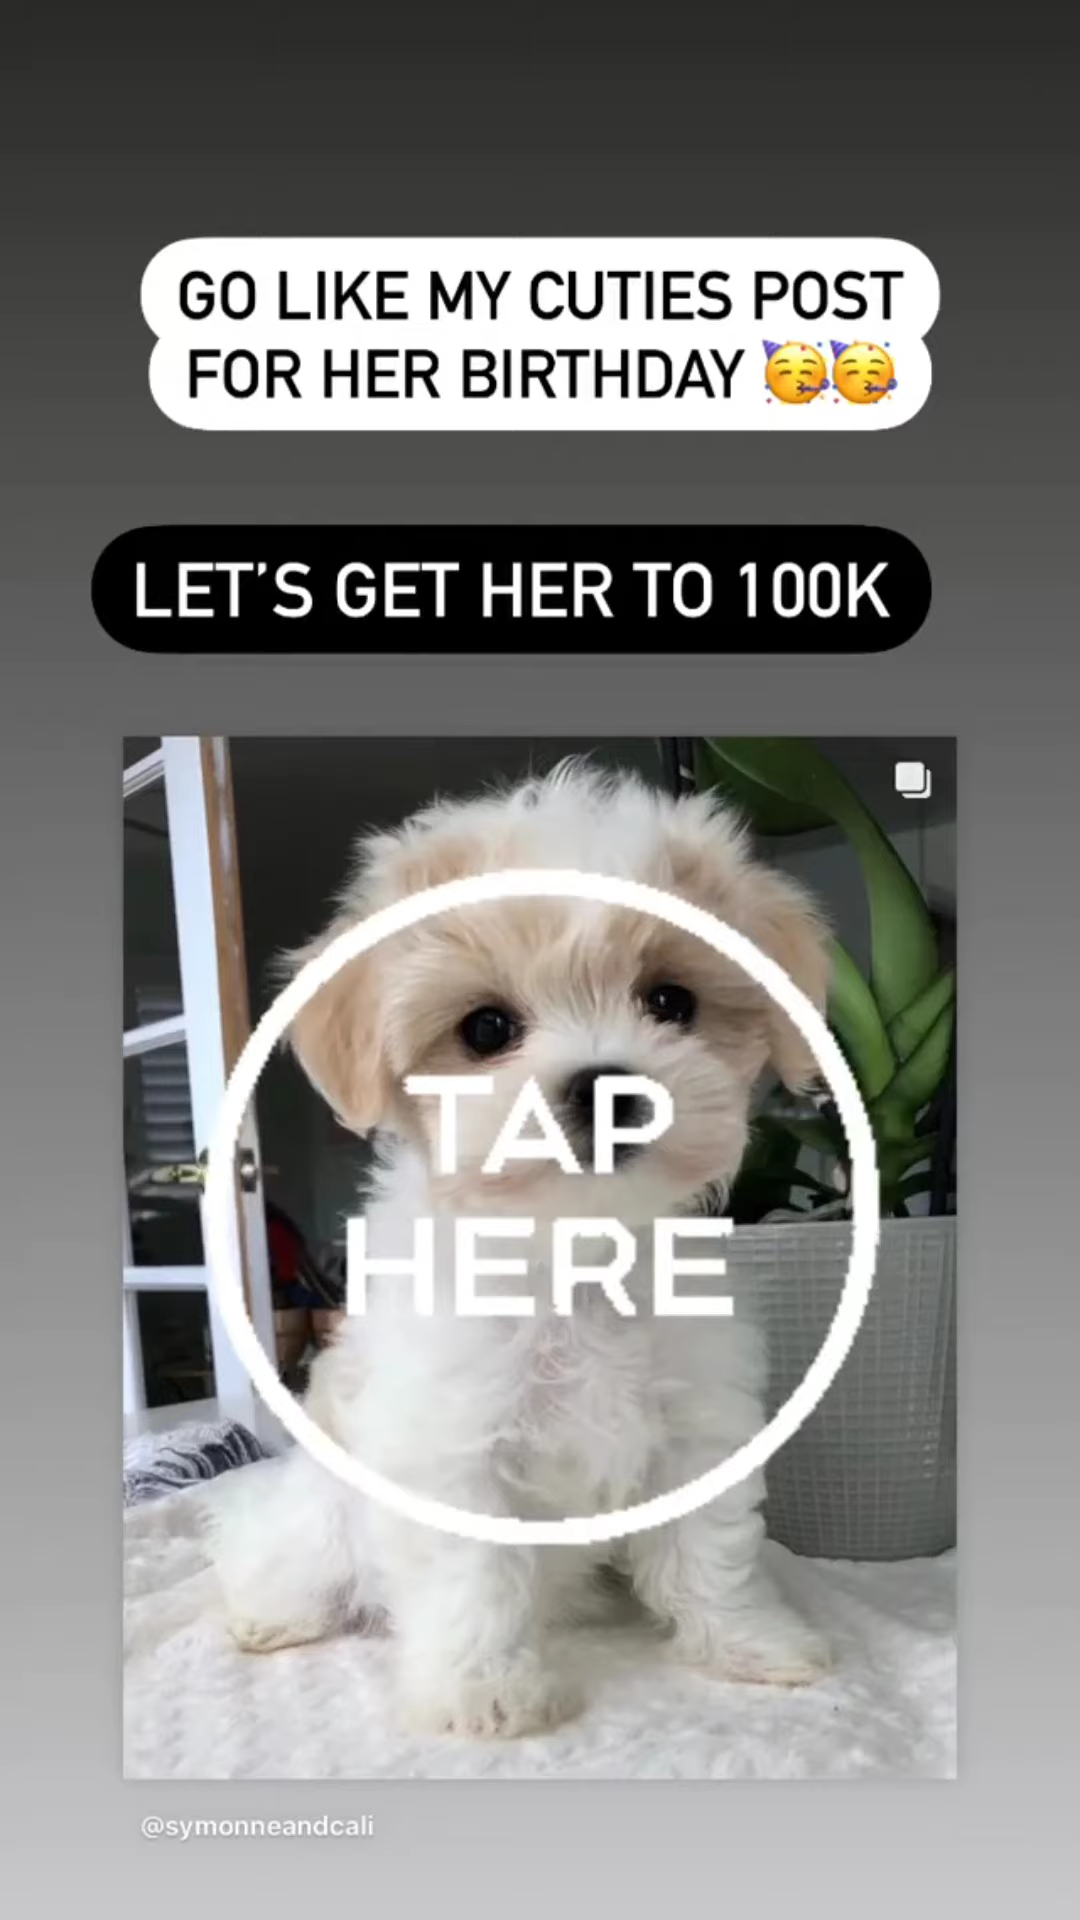 GO LIKE MY CUTIES POST
FOR HER BIRTHDAY 🥳🥳
LET’S GET HER TO 100K
TAP
HERE
@symonneandcali